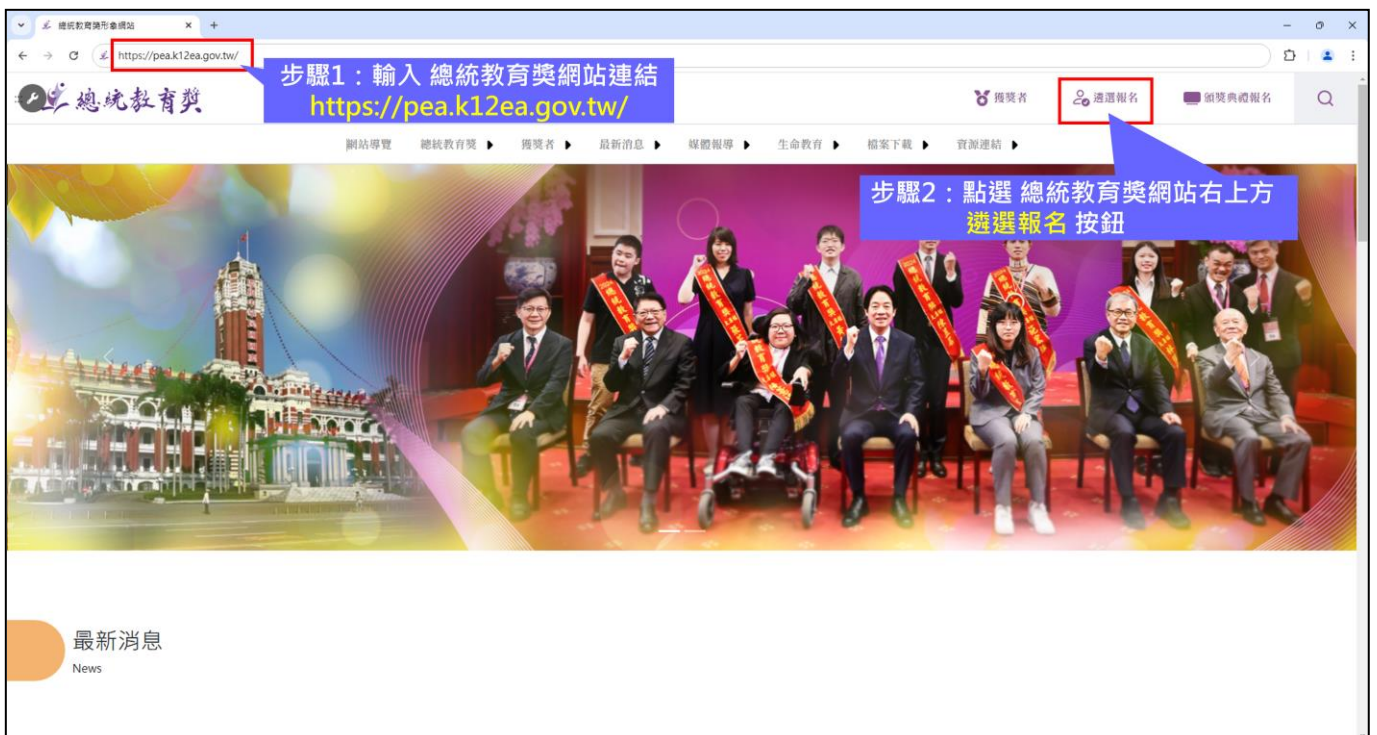 總統教育獎形象網站
https://pea.k12ea.gov.tw/
步驟1：輸入 總統教育獎網站連結
https://pea.k12ea.gov.tw/
總統教育獎
獲獎者
遴選報名
頒獎典禮報名
網站導覽 總統教育獎 獲獎者 最新消息 媒體報導 生命教育 檔案下載 資源連結
步驟2：點選 總統教育獎網站右上方
遴選報名 按鈕
最新消息
News